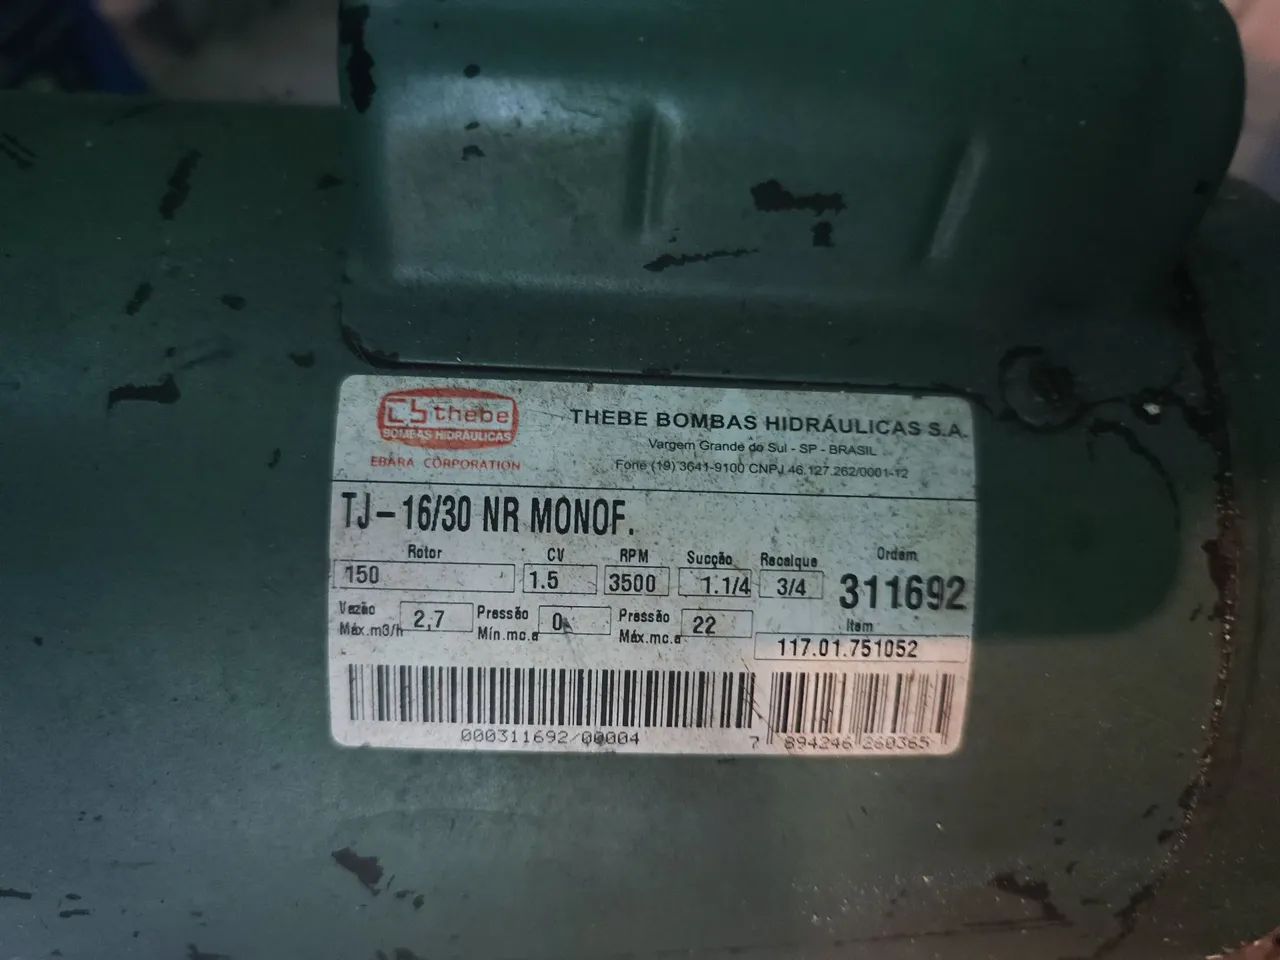 thebe
BOMBAS HIDRÁULICAS
EBARA CORPORATION
THEBE BOMBAS HIDRÁULICAS S.A.
Vargem Grande do Sul - SP - BRASIL
Fone (19) 3641-9100 CNPJ 46.127.262/0001-12
TJ-16/30 NR MONOF.
Rotor CV RPM Sucção Recalque Ordem
150 1.5 3500 1.1/4 3/4 311692
Vazão Máx.m3/h 2,7 Pressão Mín.mc.a 0 Pressão Máx.mc.a 22
Item
117.01.751052
000311692/00004
7 894246 260365